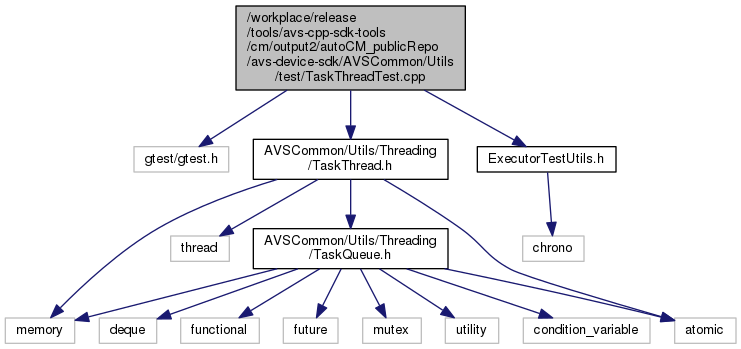 /workplace/release
/tools/avs-cpp-sdk-tools
/cm/output2/autoCM_publicRepo
/avs-device-sdk/AVSCommon/Utils
/test/TaskThreadTest.cpp
gtest/gtest.h
AVSCommon/Utils/Threading
/TaskThread.h
ExecutorTestUtils.h
thread
AVSCommon/Utils/Threading
/TaskQueue.h
chrono
memory
deque
functional
future
mutex
utility
condition_variable
atomic